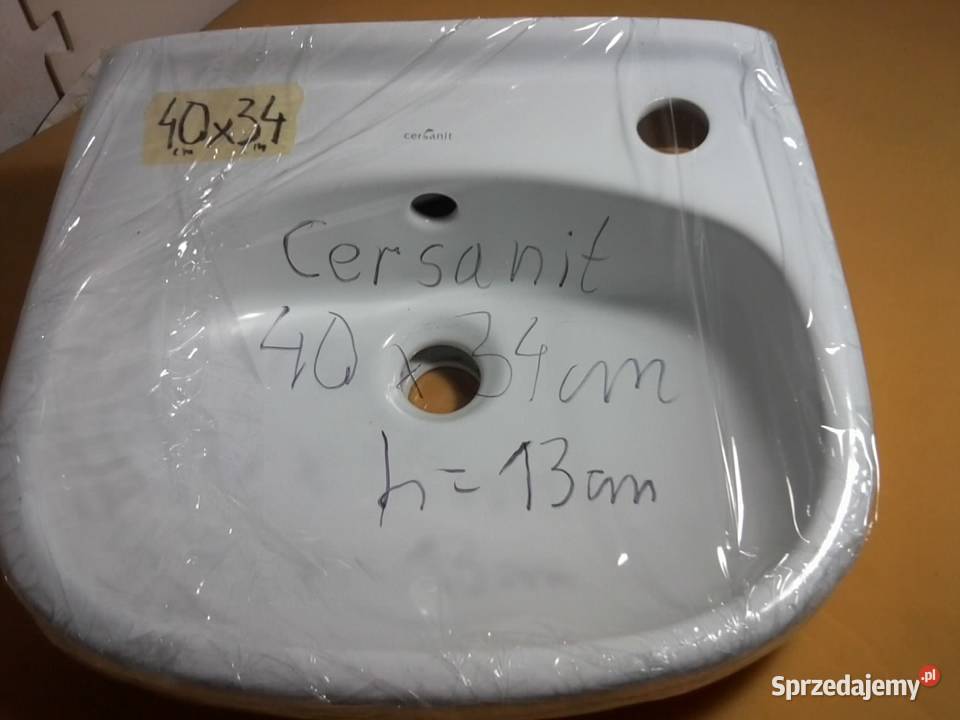 40x34
cersanit
Cersanit
40 x 34 cm
h = 13 cm
Sprzedajemy.pl